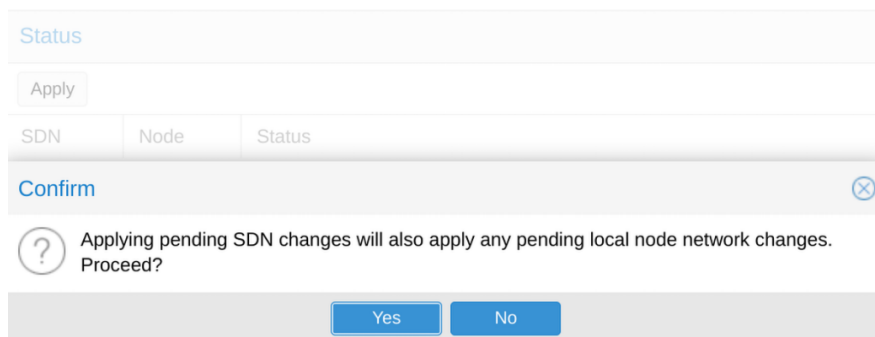 Status
Apply
SDN Node Status
Confirm
Applying pending SDN changes will also apply any pending local node network changes.
Proceed?
Yes No